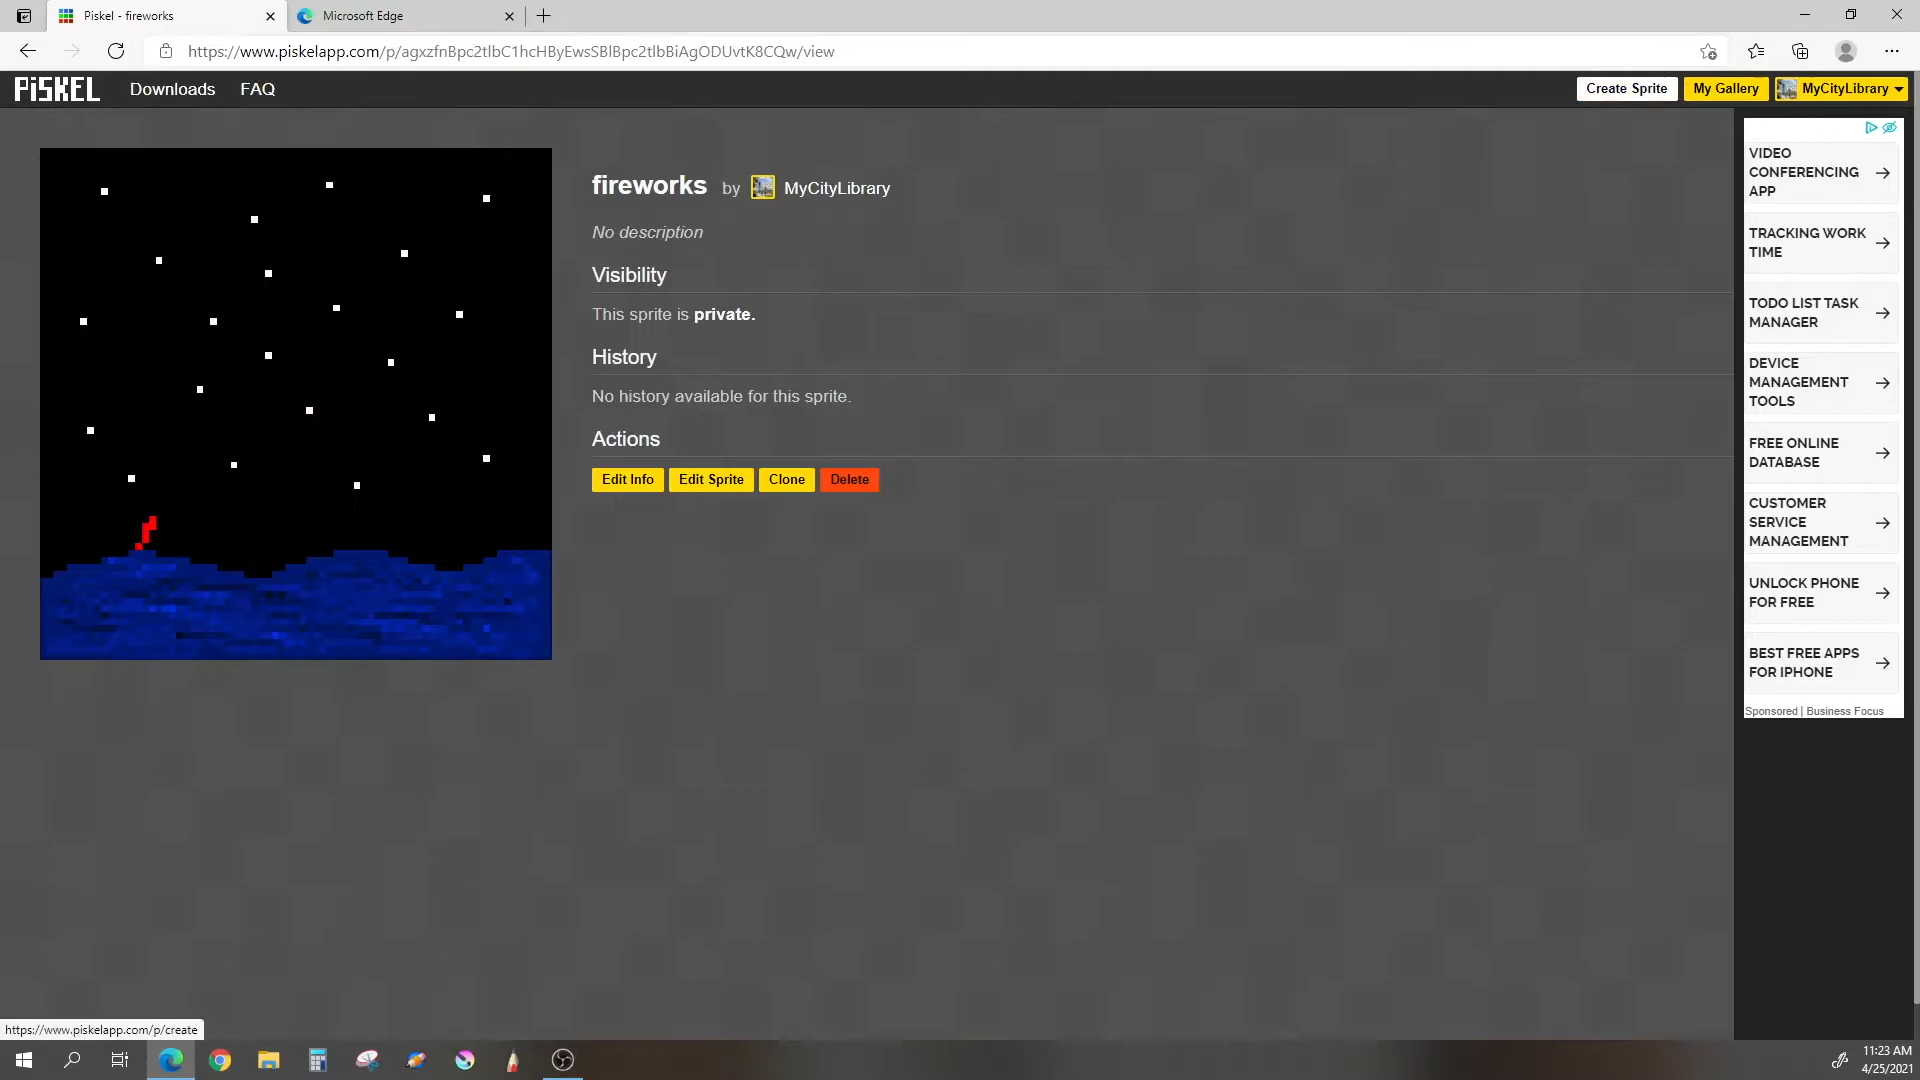 Piskel - fireworks
Microsoft Edge
https://www.piskelapp.com/p/agxzfnBpc2tlbC1hcHByEwsSBlBpc2tlbBiAgODUvtK8CQw/view
PiSKEL
Downloads
FAQ
Create Sprite
My Gallery
MyCityLibrary
fireworks by MyCityLibrary
No description
Visibility
This sprite is private.
History
No history available for this sprite.
Actions
Edit Info
Edit Sprite
Clone
Delete
VIDEO
CONFERENCING
APP
TRACKING WORK
TIME
TODO LIST TASK
MANAGER
DEVICE
MANAGEMENT
TOOLS
FREE ONLINE
DATABASE
CUSTOMER
SERVICE
MANAGEMENT
UNLOCK PHONE
FOR FREE
BEST FREE APPS
FOR IPHONE
Sponsored | Business Focus
https://www.piskelapp.com/p/create
11:23 AM
4/25/2021